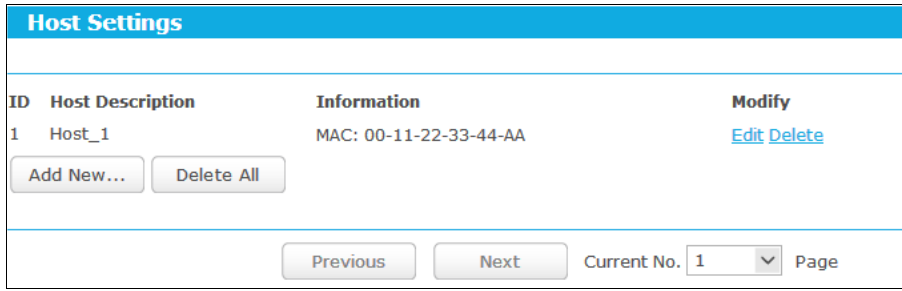 Host Settings
ID Host Description Information Modify
1 Host_1 MAC: 00-11-22-33-44-AA Edit Delete
Add New... Delete All
Previous Next Current No. 1 Page